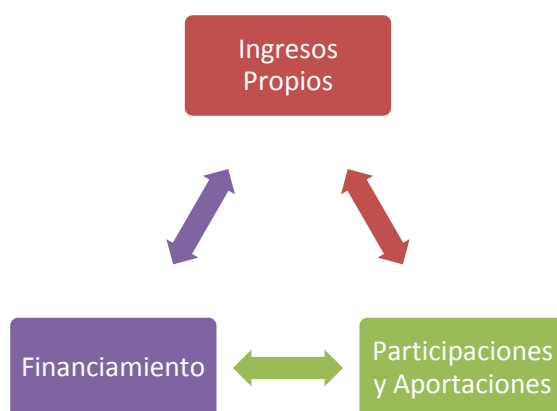 Ingresos
Propios
Financiamiento
Participaciones
y Aportaciones